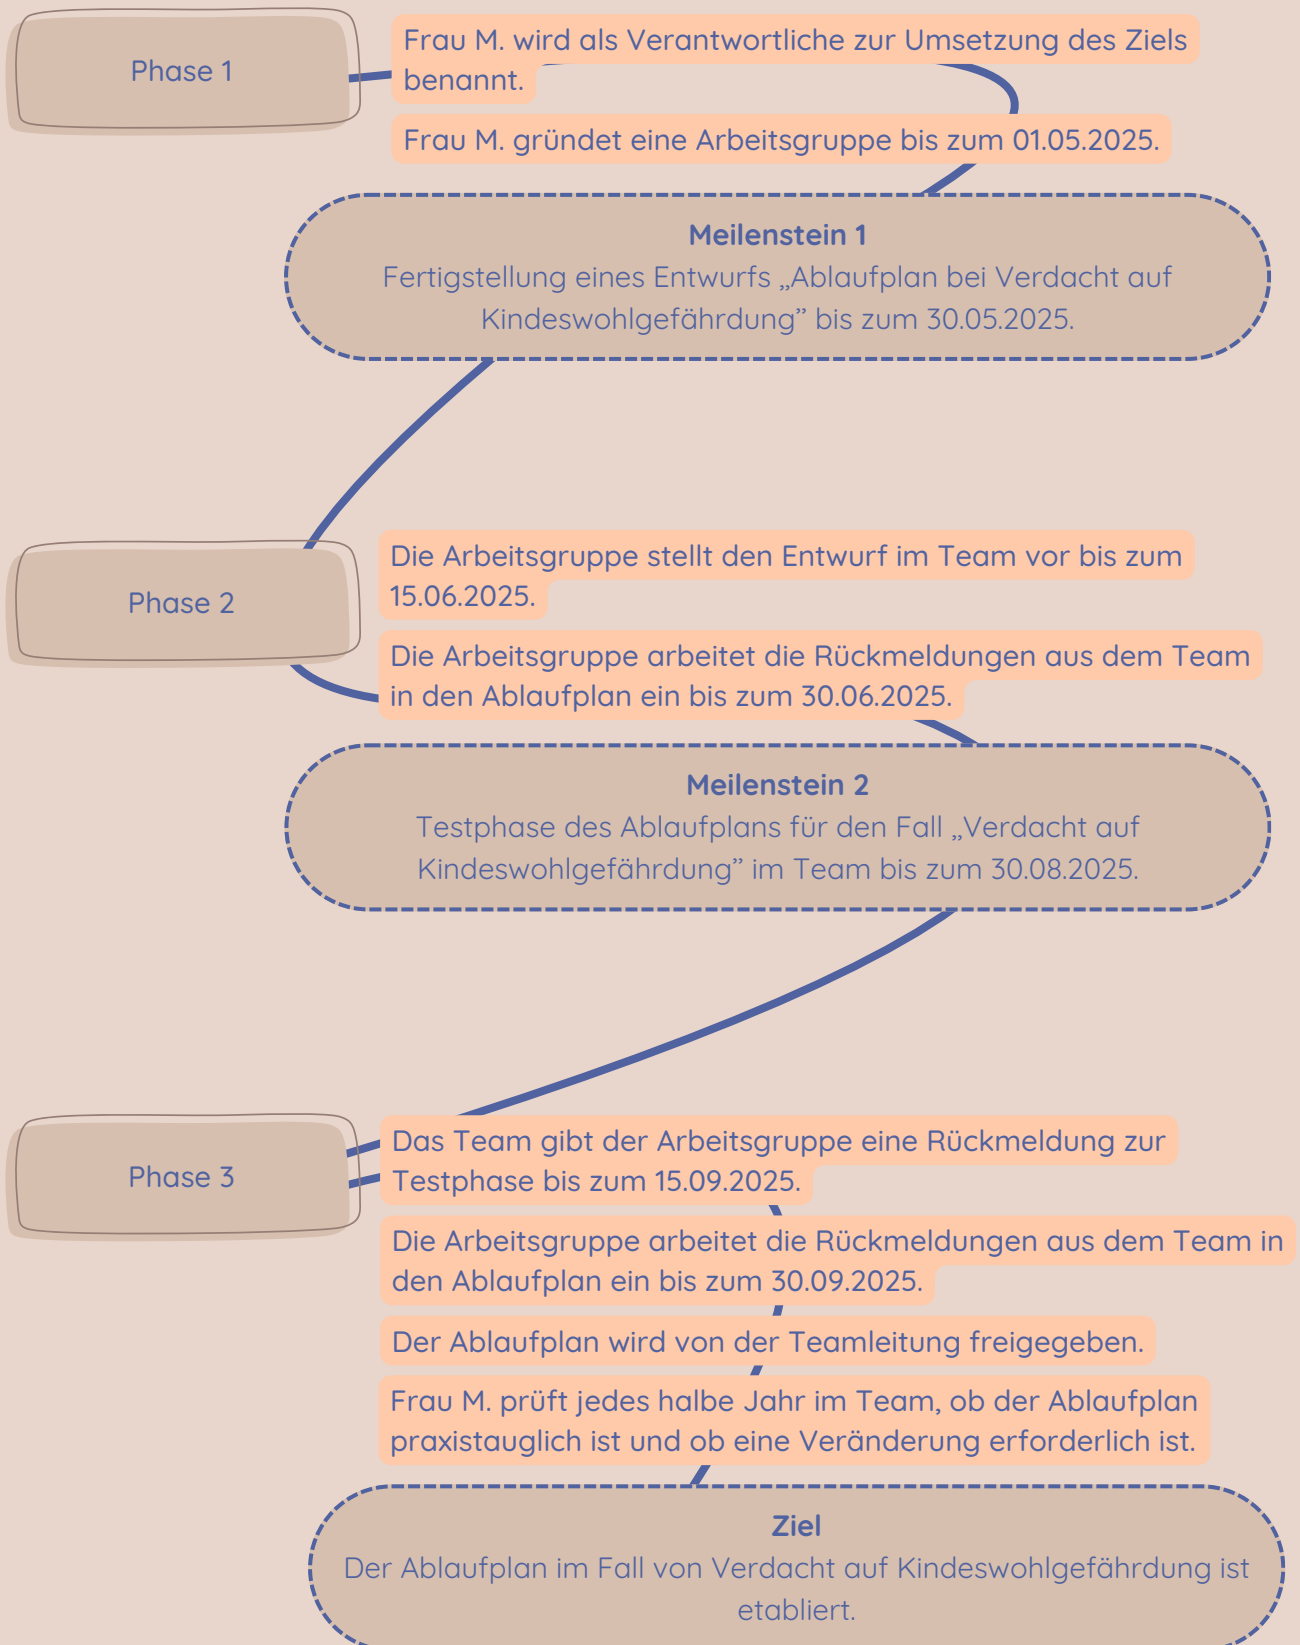 Phase 1
Frau M. wird als Verantwortliche zur Umsetzung des Ziels
benannt.
Frau M. gründet eine Arbeitsgruppe bis zum 01.05.2025.
Meilenstein 1
Fertigstellung eines Entwurfs „Ablaufplan bei Verdacht auf
Kindeswohlgefährdung” bis zum 30.05.2025.
Phase 2
Die Arbeitsgruppe stellt den Entwurf im Team vor bis zum
15.06.2025.
Die Arbeitsgruppe arbeitet die Rückmeldungen aus dem Team
in den Ablaufplan ein bis zum 30.06.2025.
Meilenstein 2
Testphase des Ablaufplans für den Fall „Verdacht auf
Kindeswohlgefährdung” im Team bis zum 30.08.2025.
Phase 3
Das Team gibt der Arbeitsgruppe eine Rückmeldung zur
Testphase bis zum 15.09.2025.
Die Arbeitsgruppe arbeitet die Rückmeldungen aus dem Team in
den Ablaufplan ein bis zum 30.09.2025.
Der Ablaufplan wird von der Teamleitung freigegeben.
Frau M. prüft jedes halbe Jahr im Team, ob der Ablaufplan
praxistauglich ist und ob eine Veränderung erforderlich ist.
Ziel
Der Ablaufplan im Fall von Verdacht auf Kindeswohlgefährdung ist
etabliert.